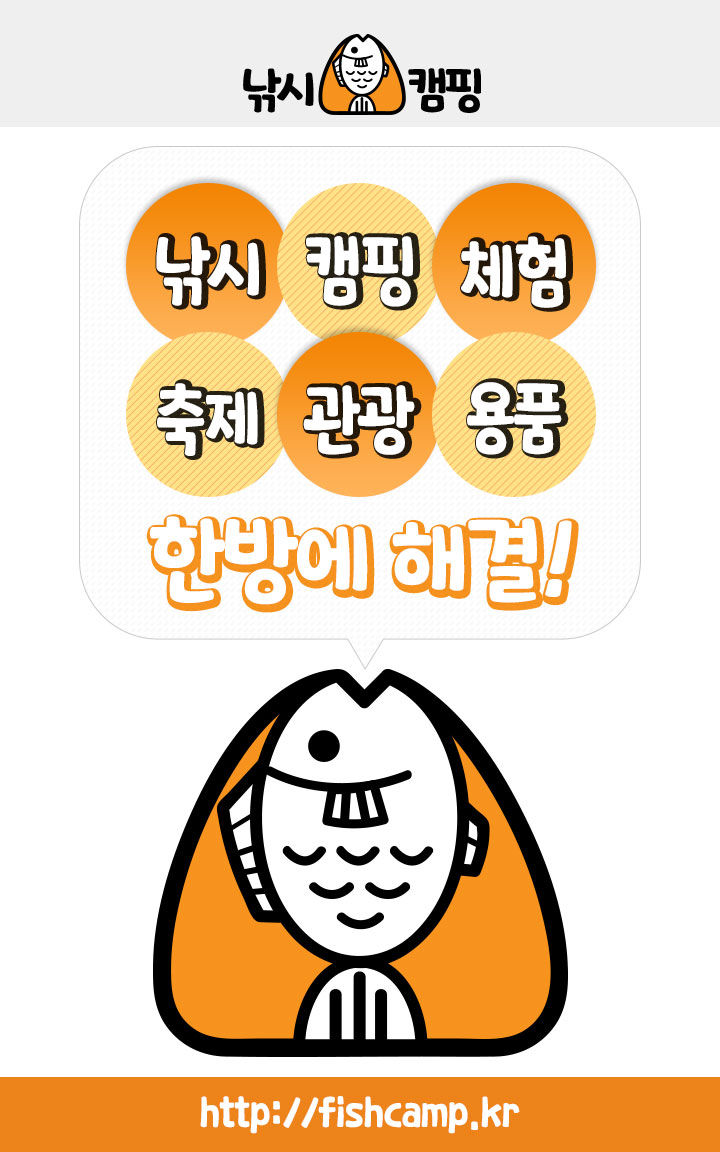 낚시 캠핑
낚시 캠핑 체험
축제 관광 용품
한방에 해결!
http://fishcamp.kr